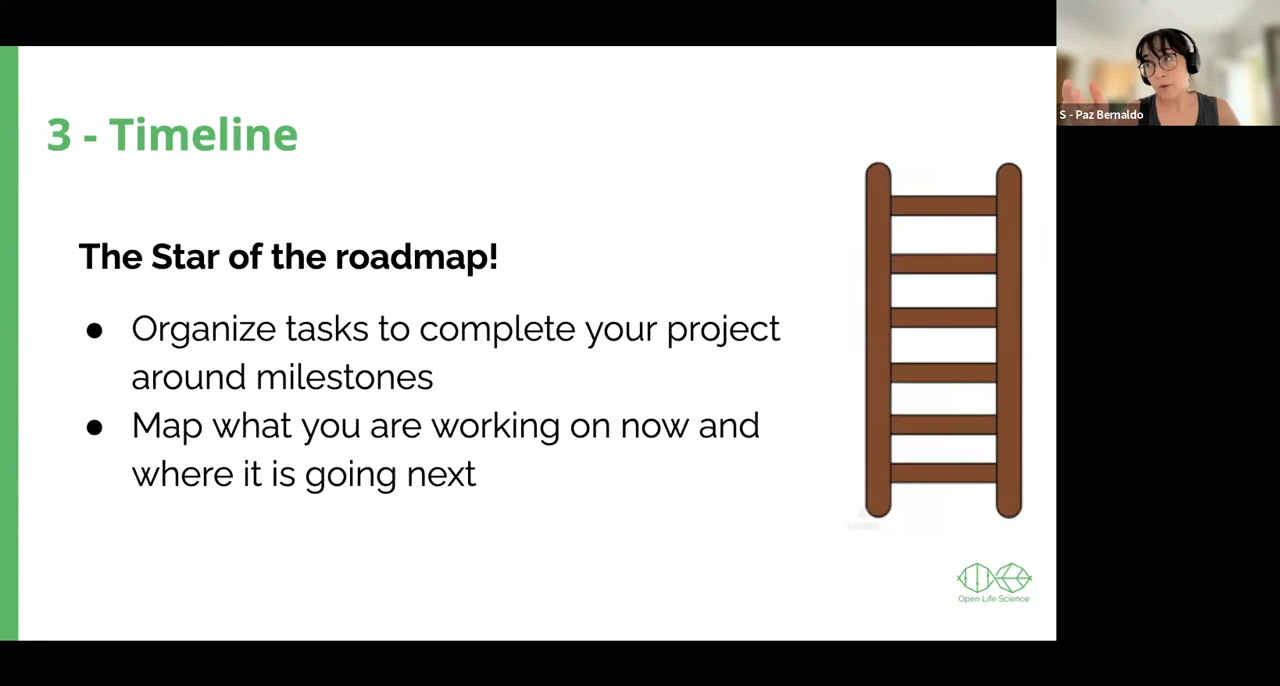 3 - Timeline
The Star of the roadmap!
● Organize tasks to complete your project
around milestones
● Map what you are working on now and
where it is going next
Open Life Science
S - Paz Bernaldo